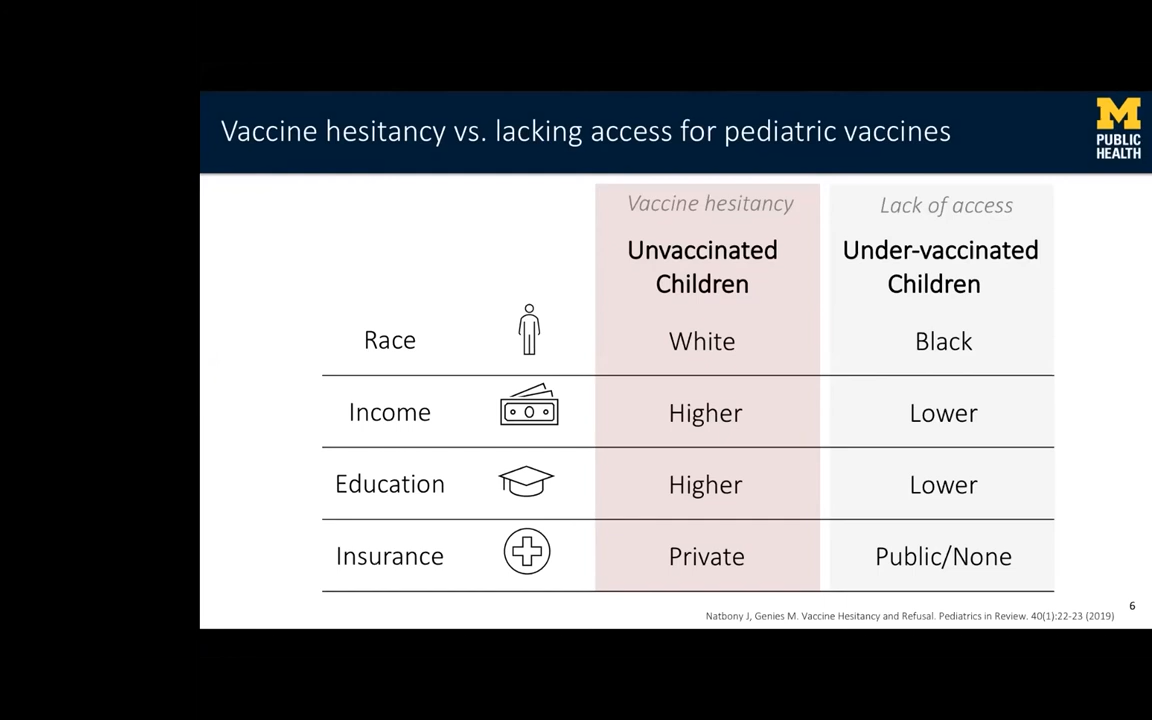 Vaccine hesitancy vs. lacking access for pediatric vaccines
M
PUBLIC
HEALTH
Vaccine hesitancy
Lack of access
Unvaccinated
Children
Under-vaccinated
Children
Race
White
Black
Income
Higher
Lower
Education
Higher
Lower
Insurance
Private
Public/None
6
Natbony J, Genies M. Vaccine Hesitancy and Refusal. Pediatrics in Review. 40(1):22-23 (2019)